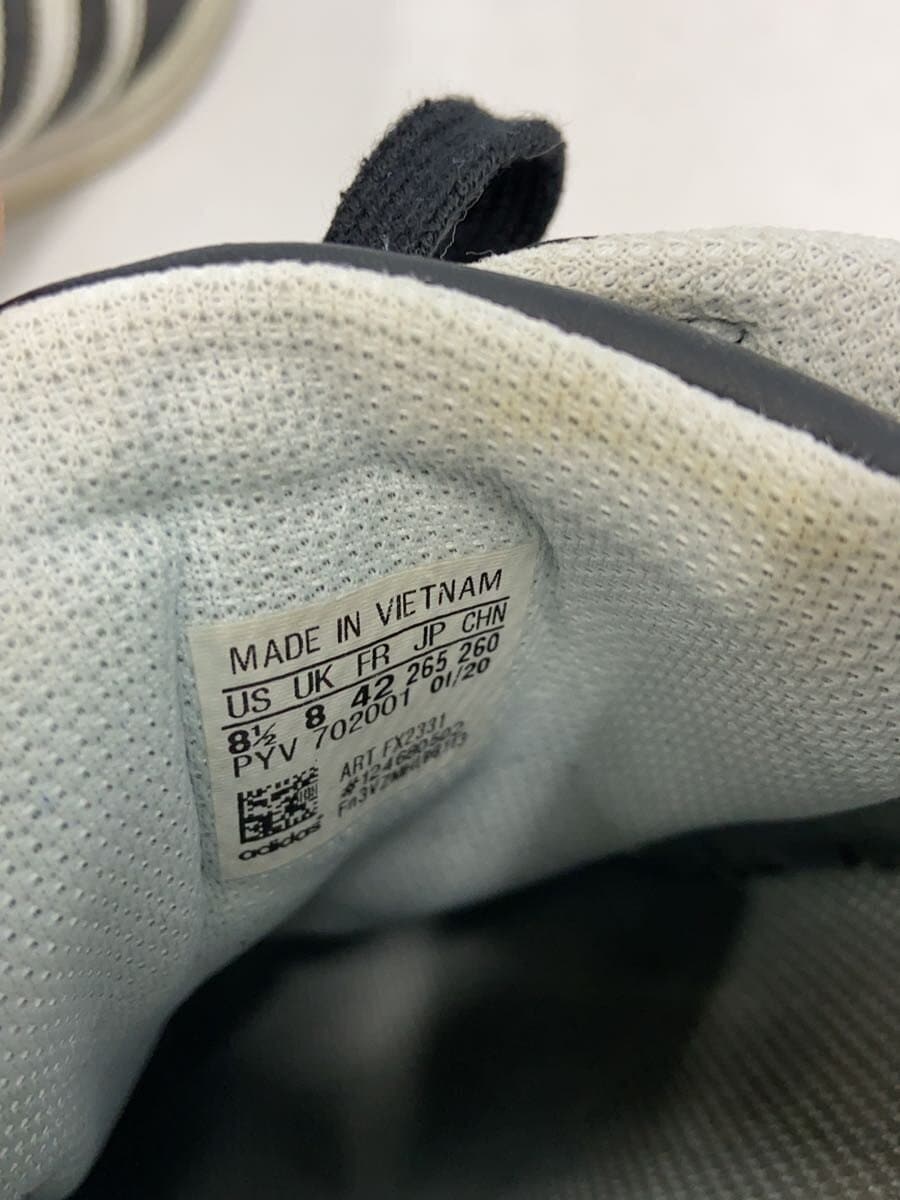 MADE IN VIETNAM
US UK FR JP CHN
8½ 8 42 265 260
PYV 702001 01/20
ART FX2331
adidas